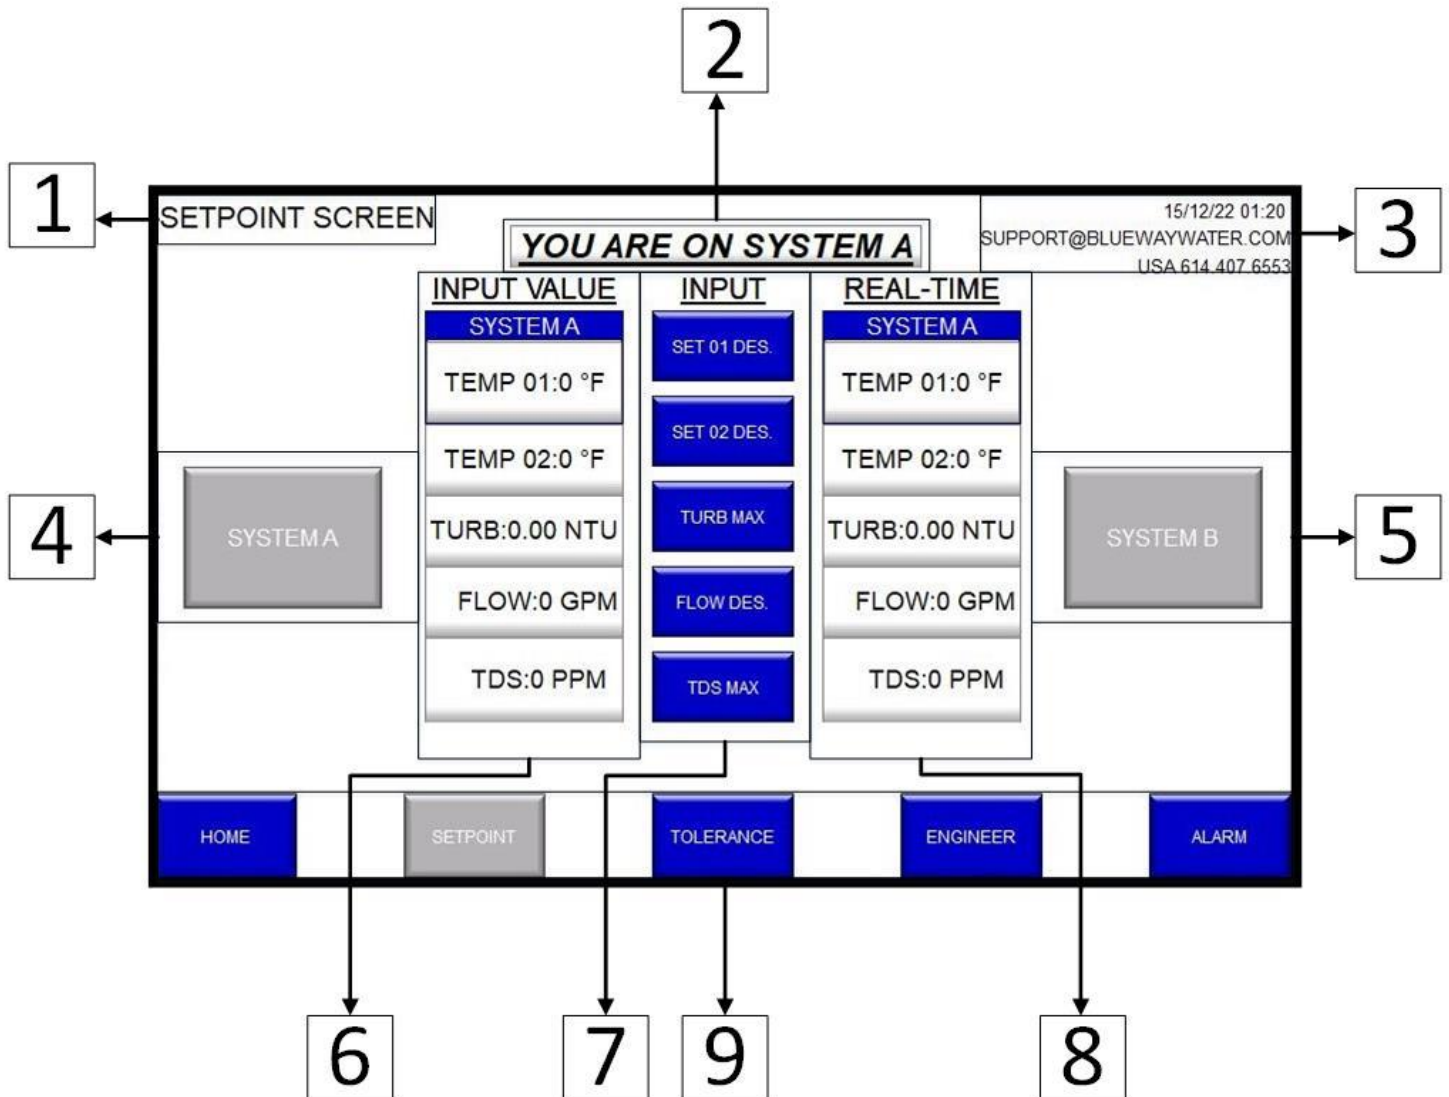 2
1
SETPOINT SCREEN
YOU ARE ON SYSTEM A
15/12/22 01:20
SUPPORT@BLUEWAYWATER.COM
USA 614.407.6553
3
INPUT VALUE
SYSTEM A
TEMP 01:0 °F
TEMP 02:0 °F
TURB:0.00 NTU
FLOW:0 GPM
TDS:0 PPM
INPUT
SET 01 DES.
SET 02 DES.
TURB MAX
FLOW DES.
TDS MAX
REAL-TIME
SYSTEM A
TEMP 01:0 °F
TEMP 02:0 °F
TURB:0.00 NTU
FLOW:0 GPM
TDS:0 PPM
4
SYSTEM A
SYSTEM B
5
HOME
SETPOINT
TOLERANCE
ENGINEER
ALARM
6
7
9
8